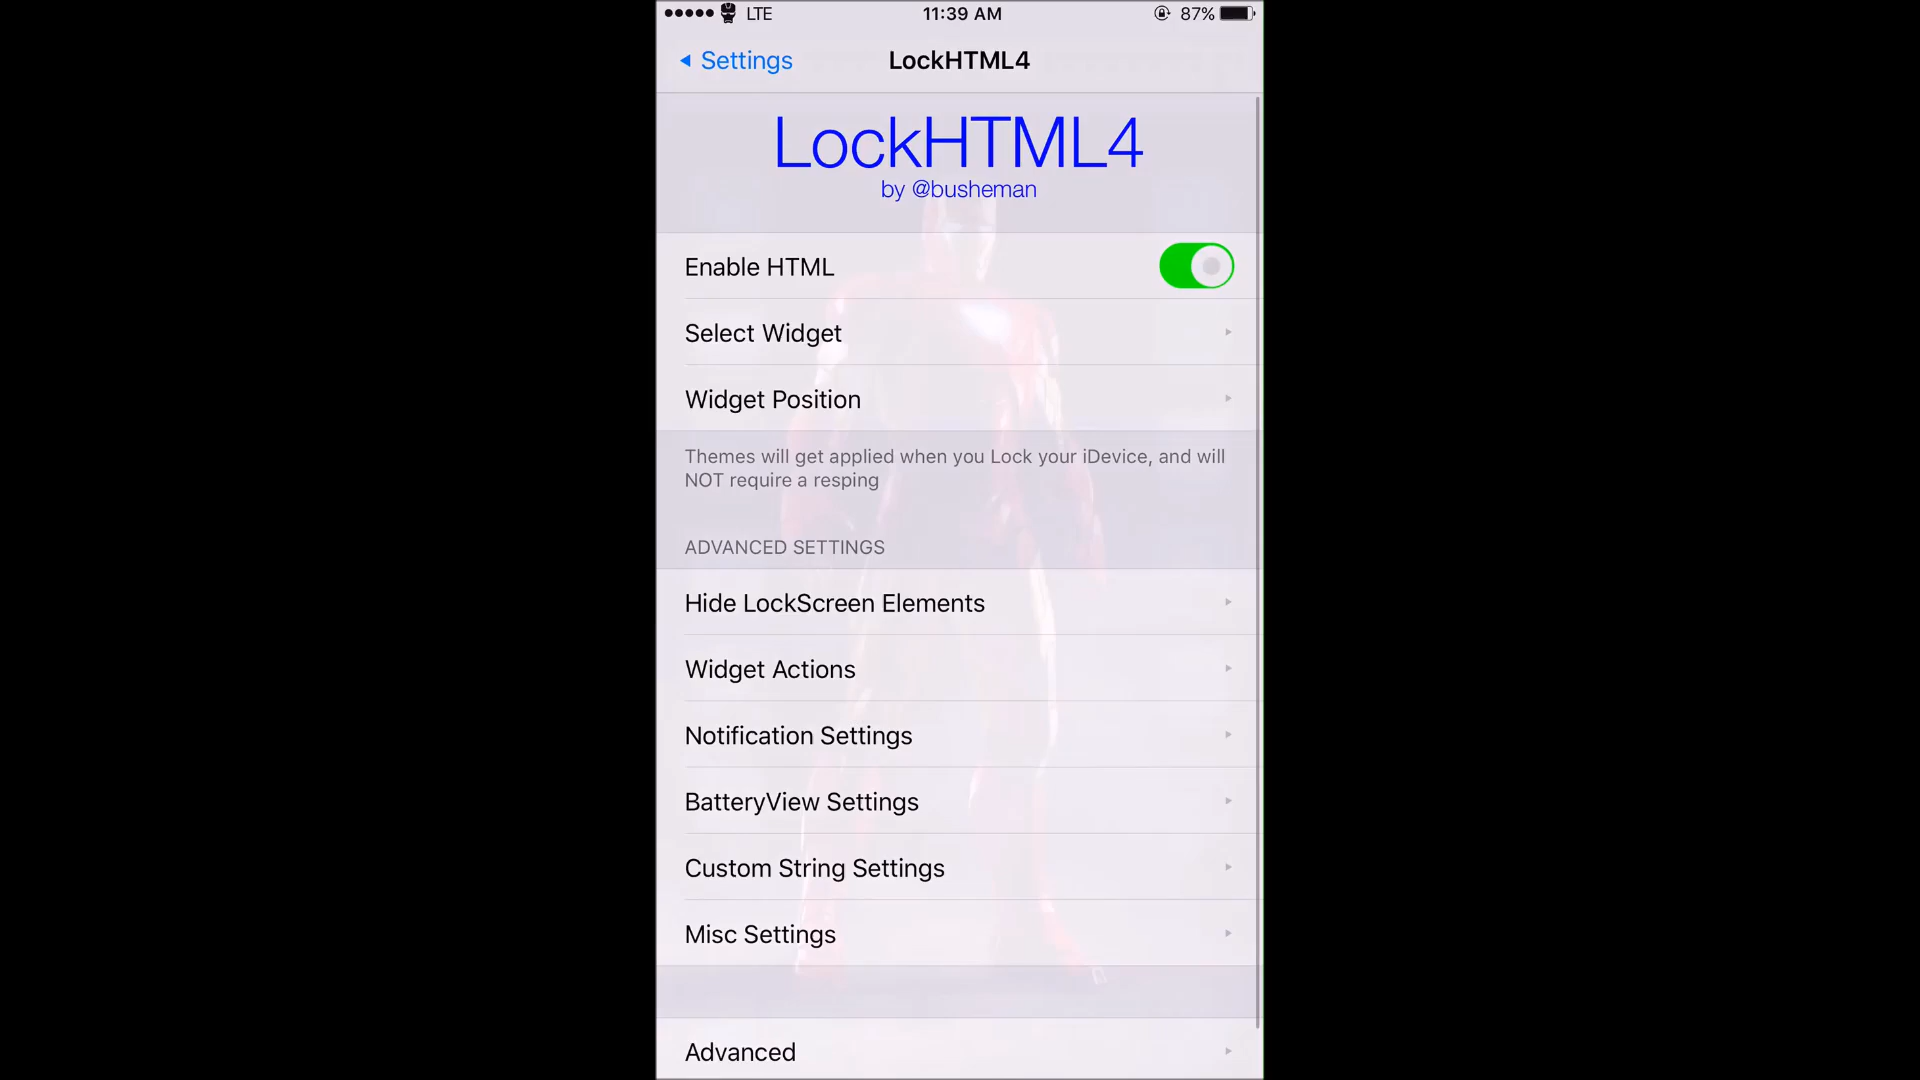 LTE
11:39 AM
87%
Settings
LockHTML4
LockHTML4
by @busheman
Enable HTML
Select Widget
Widget Position
Themes will get applied when you Lock your iDevice, and will
NOT require a resping
ADVANCED SETTINGS
Hide LockScreen Elements
Widget Actions
Notification Settings
BatteryView Settings
Custom String Settings
Misc Settings
Advanced